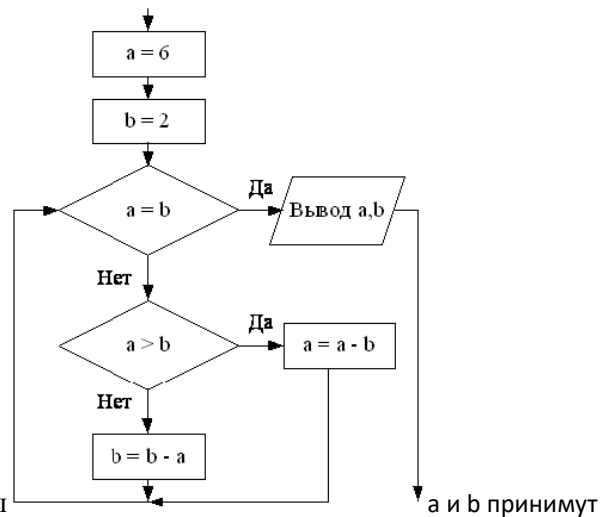 a = 6
b = 2
a = b
Да
Вывод a,b
Нет
a > b
Да
a = a - b
Нет
b = b - a
а и b принимут